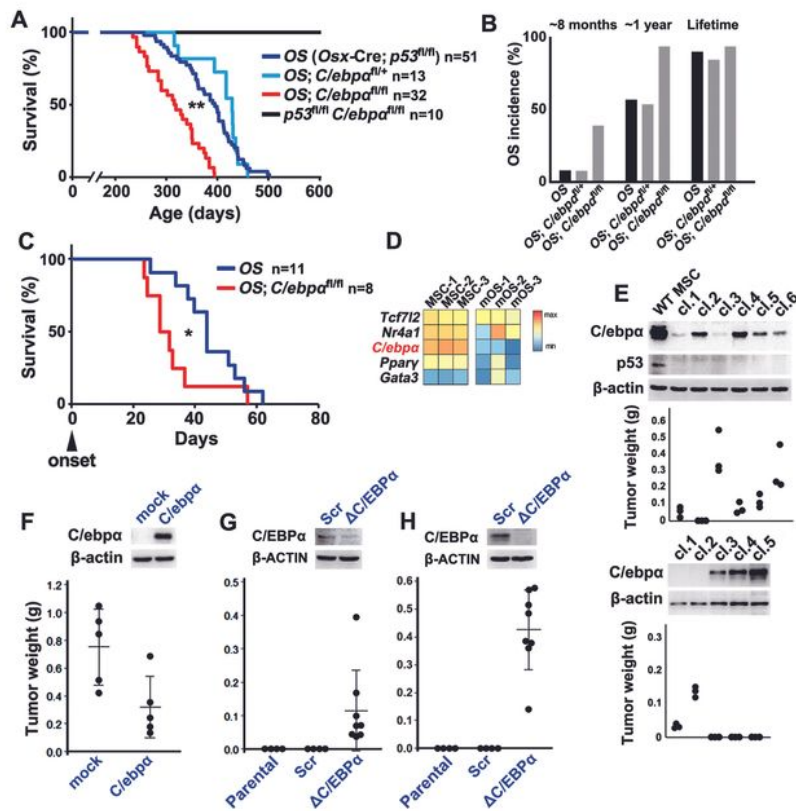 A
Survival (%)
100
50
0
0 200 300 400 500 600
Age (days)
**
OS (Osx-Cre; p53fl/fl) n=51
OS; C/ebpαfl/+ n=13
OS; C/ebpαfl/fl n=32
p53fl/fl C/ebpαfl/fl n=10
B
~8 months ~1 year Lifetime
OS incidence (%)
100
50
0
OS OS; C/ebpαfl/+ OS; C/ebpαfl/fl OS OS; C/ebpαfl/+ OS; C/ebpαfl/fl OS OS; C/ebpαfl/+ OS; C/ebpαfl/fl
C
Survival (%)
100
50
0
0 20 40 60 80
Days
onset
*
OS n=11
OS; C/ebpαfl/fl n=8
D
MSC-1 MSC-2 MSC-3 mOS-1 mOS-2 mOS-3
Tcf7l2
Nr4a1
C/ebpα
Pparγ
Gata3
max
min
E
WT MSC cl.1 cl.2 cl.3 cl.4 cl.5 cl.6
C/ebpα
p53
β-actin
Tumor weight (g)
0.6
0.5
0.4
0.3
0.2
0.1
0
cl.1 cl.2 cl.3 cl.4 cl.5
C/ebpα
β-actin
Tumor weight (g)
0.3
0.2
0.1
0
F
mock C/ebpα
C/ebpα
β-actin
Tumor weight (g)
1.2
1.0
0.8
0.6
0.4
0.2
0.0
mock C/ebpα
G
Scr ΔC/EBPα
C/EBPα
β-ACTIN
0.5
0.4
0.3
0.2
0.1
0.0
Parental Scr ΔC/EBPα
H
Scr ΔC/EBPα
C/EBPα
β-ACTIN
0.6
0.5
0.4
0.3
0.2
0.1
0.0
Parental Scr ΔC/EBPα